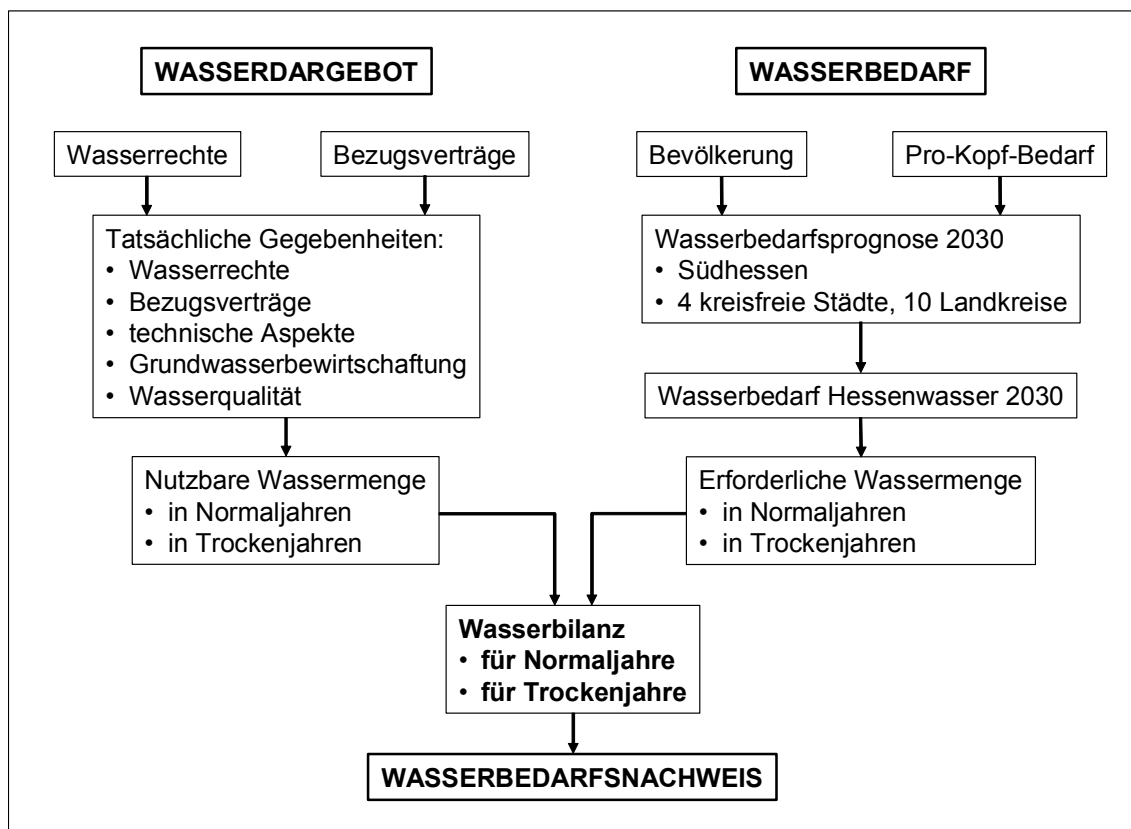 WASSERDARGEBOT
WASSERBEDARF
Wasserrechte
Bezugsverträge
Bevölkerung
Pro-Kopf-Bedarf
Tatsächliche Gegebenheiten:
• Wasserrechte
• Bezugsverträge
• technische Aspekte
• Grundwasserbewirtschaftung
• Wasserqualität
Wasserbedarfsprognose 2030
• Südhessen
• 4 kreisfreie Städte, 10 Landkreise
Wasserbedarf Hessenwasser 2030
Nutzbare Wassermenge
• in Normaljahren
• in Trockenjahren
Erforderliche Wassermenge
• in Normaljahren
• in Trockenjahren
Wasserbilanz
• für Normaljahre
• für Trockenjahre
WASSERBEDARFSNACHWEIS